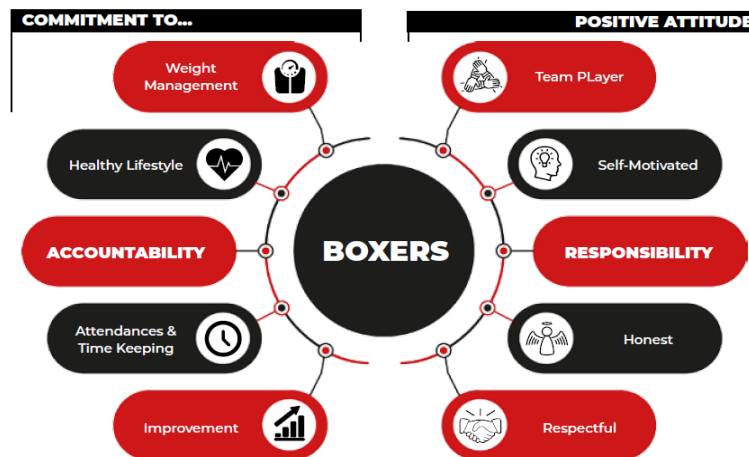 COMMITMENT TO...
POSITIVE ATTITUDE
Weight
Management
Team PLayer
Healthy Lifestyle
Self-Motivated
ACCOUNTABILITY
BOXERS
RESPONSIBILITY
Attendances &
Time Keeping
Honest
Improvement
Respectful